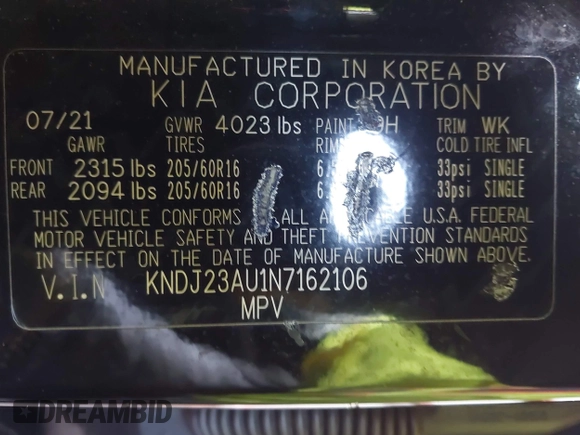 MANUFACTURED IN KOREA BY
KIA CORPORATION
07/21 GVWR 4023 lbs PAINT TRIM WK
GAWR TIRES COLD TIRE INFL
FRONT 2315 lbs 205/60R16 33psi SINGLE
REAR 2094 lbs 205/60R16 33psi SINGLE
THIS VEHICLE CONFORMS ALL U.S.A. FEDERAL
MOTOR VEHICLE SAFETY AND THEFT STANDARDS
IN EFFECT ON THE DATE OF MANUFACTURE SHOWN ABOVE.
V.I.N KNDJ23AU1N7162106
MPV
DREAMBID